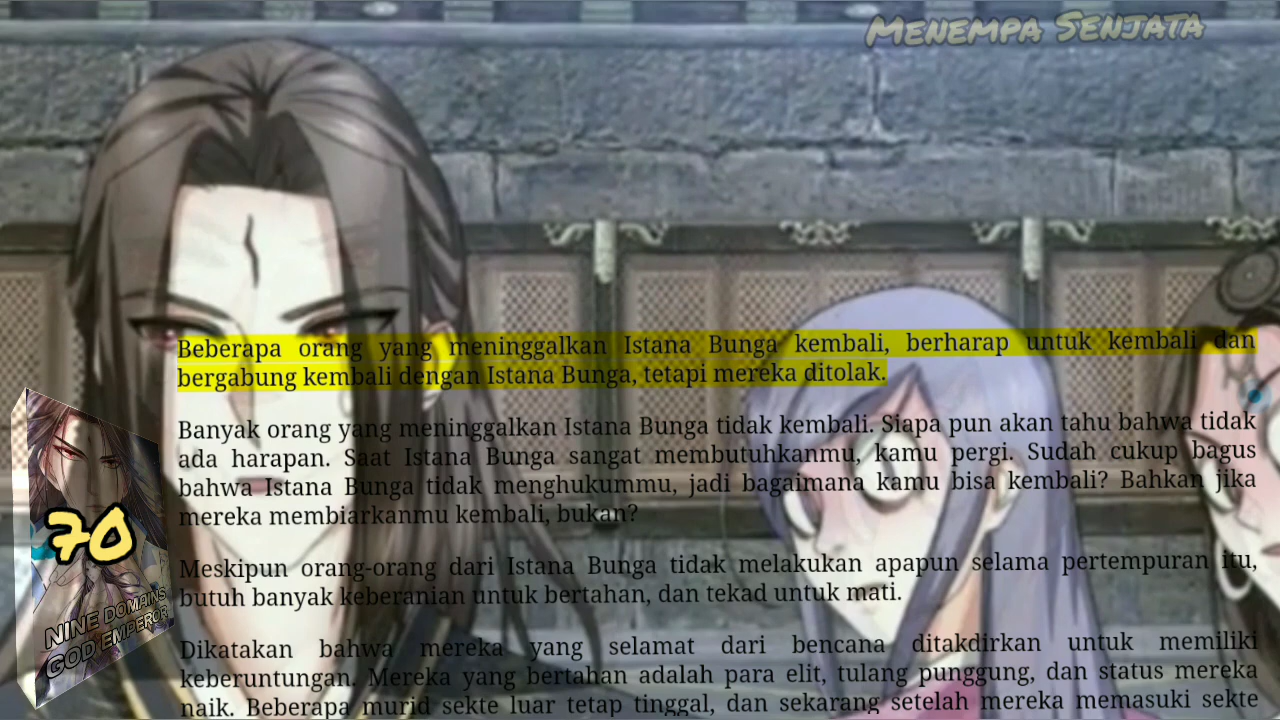 Menempa Senjata
Beberapa orang yang meninggalkan Istana Bunga kembali, berharap untuk kembali dan
bergabung kembali dengan Istana Bunga, tetapi mereka ditolak.
Banyak orang yang meninggalkan Istana Bunga tidak kembali. Siapa pun akan tahu bahwa tidak
ada harapan. Saat Istana Bunga sangat membutuhkanmu, kamu pergi. Sudah cukup bagus
bahwa Istana Bunga tidak menghukummu, jadi bagaimana kamu bisa kembali? Bahkan jika
mereka membiarkanmu kembali, bukan?
Meskipun orang-orang dari Istana Bunga tidak melakukan apapun selama pertempuran itu,
butuh banyak keberanian untuk bertahan, dan tekad untuk mati.
Dikatakan bahwa mereka yang selamat dari bencana ditakdirkan untuk memiliki
keberuntungan. Mereka yang bertahan adalah para elit, tulang punggung, dan status mereka
naik. Beberapa murid sekte luar tetap tinggal, dan sekarang setelah mereka memasuki sekte
70
NINE DOMAINS
GOD EMPEROR